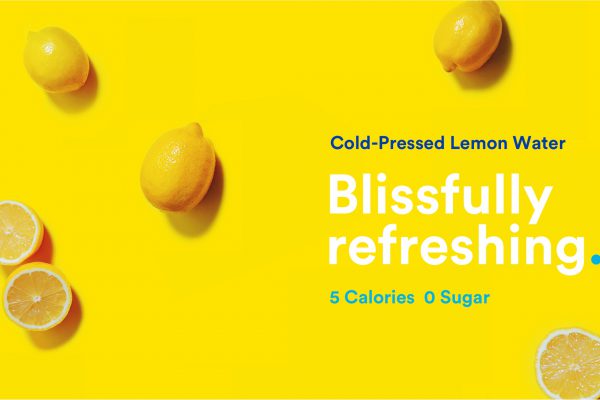 Cold-Pressed Lemon Water
Blissfully
refreshing.
5 Calories 0 Sugar